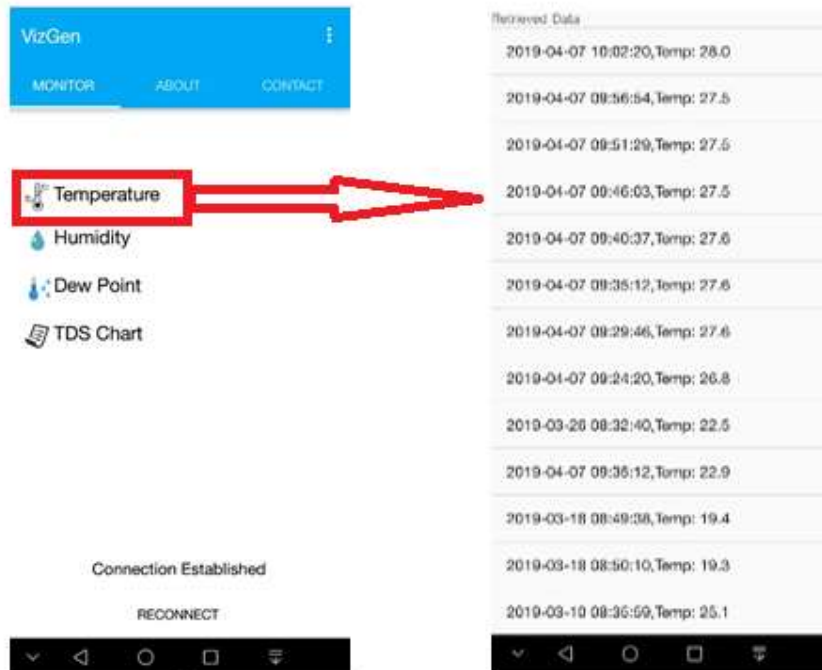 VizGen
MONITOR ABOUT CONTACT
Temperature
Humidity
Dew Point
TDS Chart
Connection Established
RECONNECT
Retrieved Data
2019-04-07 10:02:20,Temp: 28.0
2019-04-07 09:56:54,Temp: 27.5
2019-04-07 09:51:29,Temp: 27.5
2019-04-07 09:46:03,Temp: 27.5
2019-04-07 09:40:37,Temp: 27.6
2019-04-07 09:35:12,Temp: 27.6
2019-04-07 09:29:46,Temp: 27.6
2019-04-07 09:24:20,Temp: 26.8
2019-03-26 08:32:40,Temp: 22.5
2019-04-07 09:35:12,Temp: 22.9
2019-03-18 08:49:38,Temp: 19.4
2019-03-18 08:50:10,Temp: 19.3
2019-03-10 08:35:59,Temp: 25.1